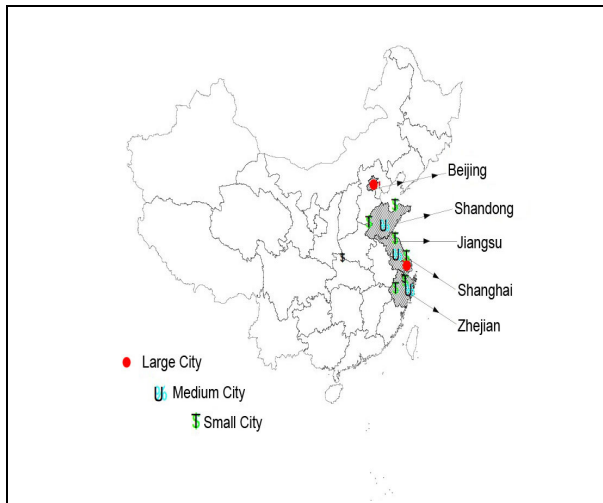 Beijing
Shandong
Jiangsu
Shanghai
Zhejian
Large City
Medium City
Small City